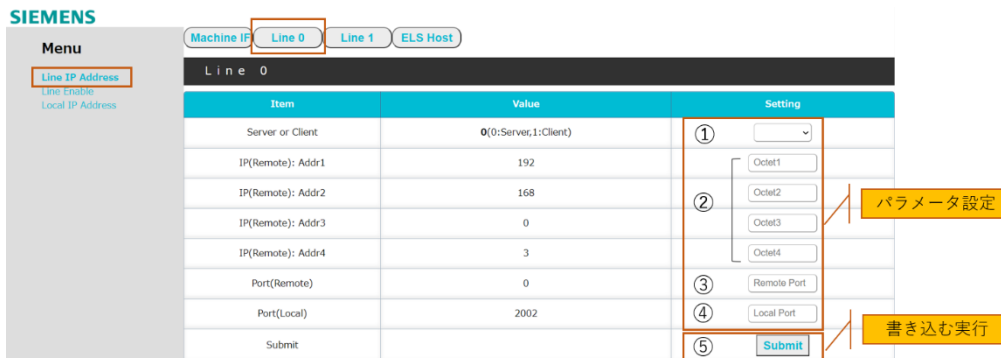 SIEMENS
Menu
Line IP Address
Line Enable
Local IP Address
Machine IF Line 0 Line 1 ELS Host
Line 0
Item Value Setting
Server or Client 0(0:Server,1:Client) ①
IP(Remote): Addr1 192 Octet1
IP(Remote): Addr2 168 ② Octet2
パラメータ設定
IP(Remote): Addr3 0 Octet3
IP(Remote): Addr4 3 Octet4
Port(Remote) 0 ③ Remote Port
Port(Local) 2002 ④ Local Port
書き込む実行
Submit ⑤ Submit